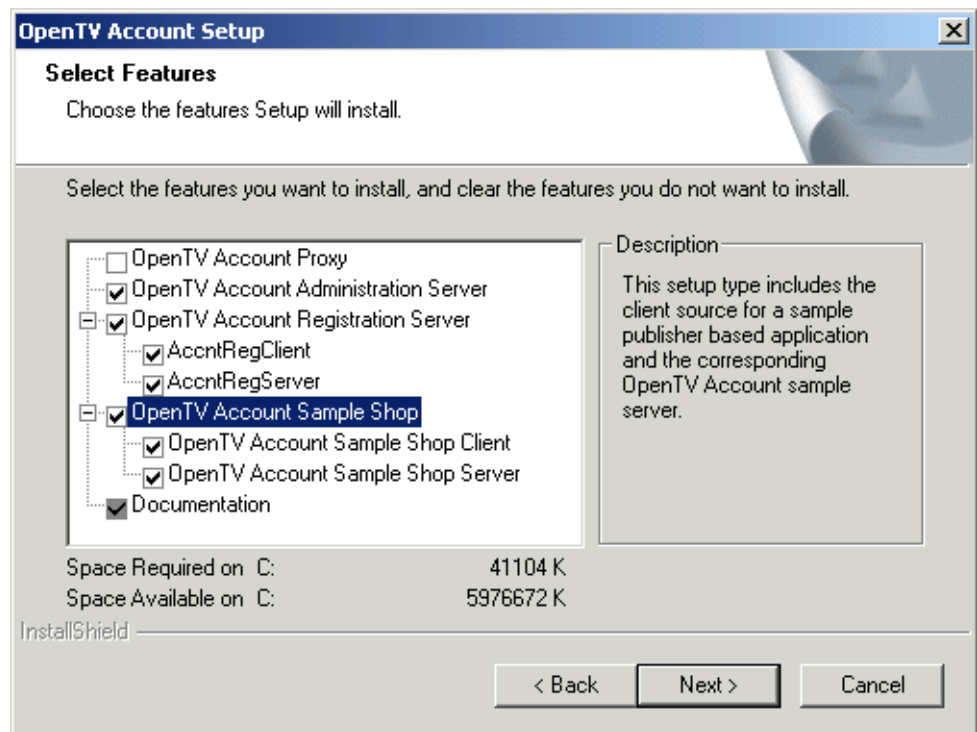 OpenTV Account Setup
Select Features
Choose the features Setup will install.
Select the features you want to install, and clear the features you do not want to install.
OpenTV Account Proxy
OpenTV Account Administration Server
OpenTV Account Registration Server
AccntRegClient
AccntRegServer
OpenTV Account Sample Shop
OpenTV Account Sample Shop Client
OpenTV Account Sample Shop Server
Documentation
Description
This setup type includes the
client source for a sample
publisher based application
and the corresponding
OpenTV Account sample
server.
Space Required on C: 41104 K
Space Available on C: 5976672 K
InstallShield
< Back Next > Cancel